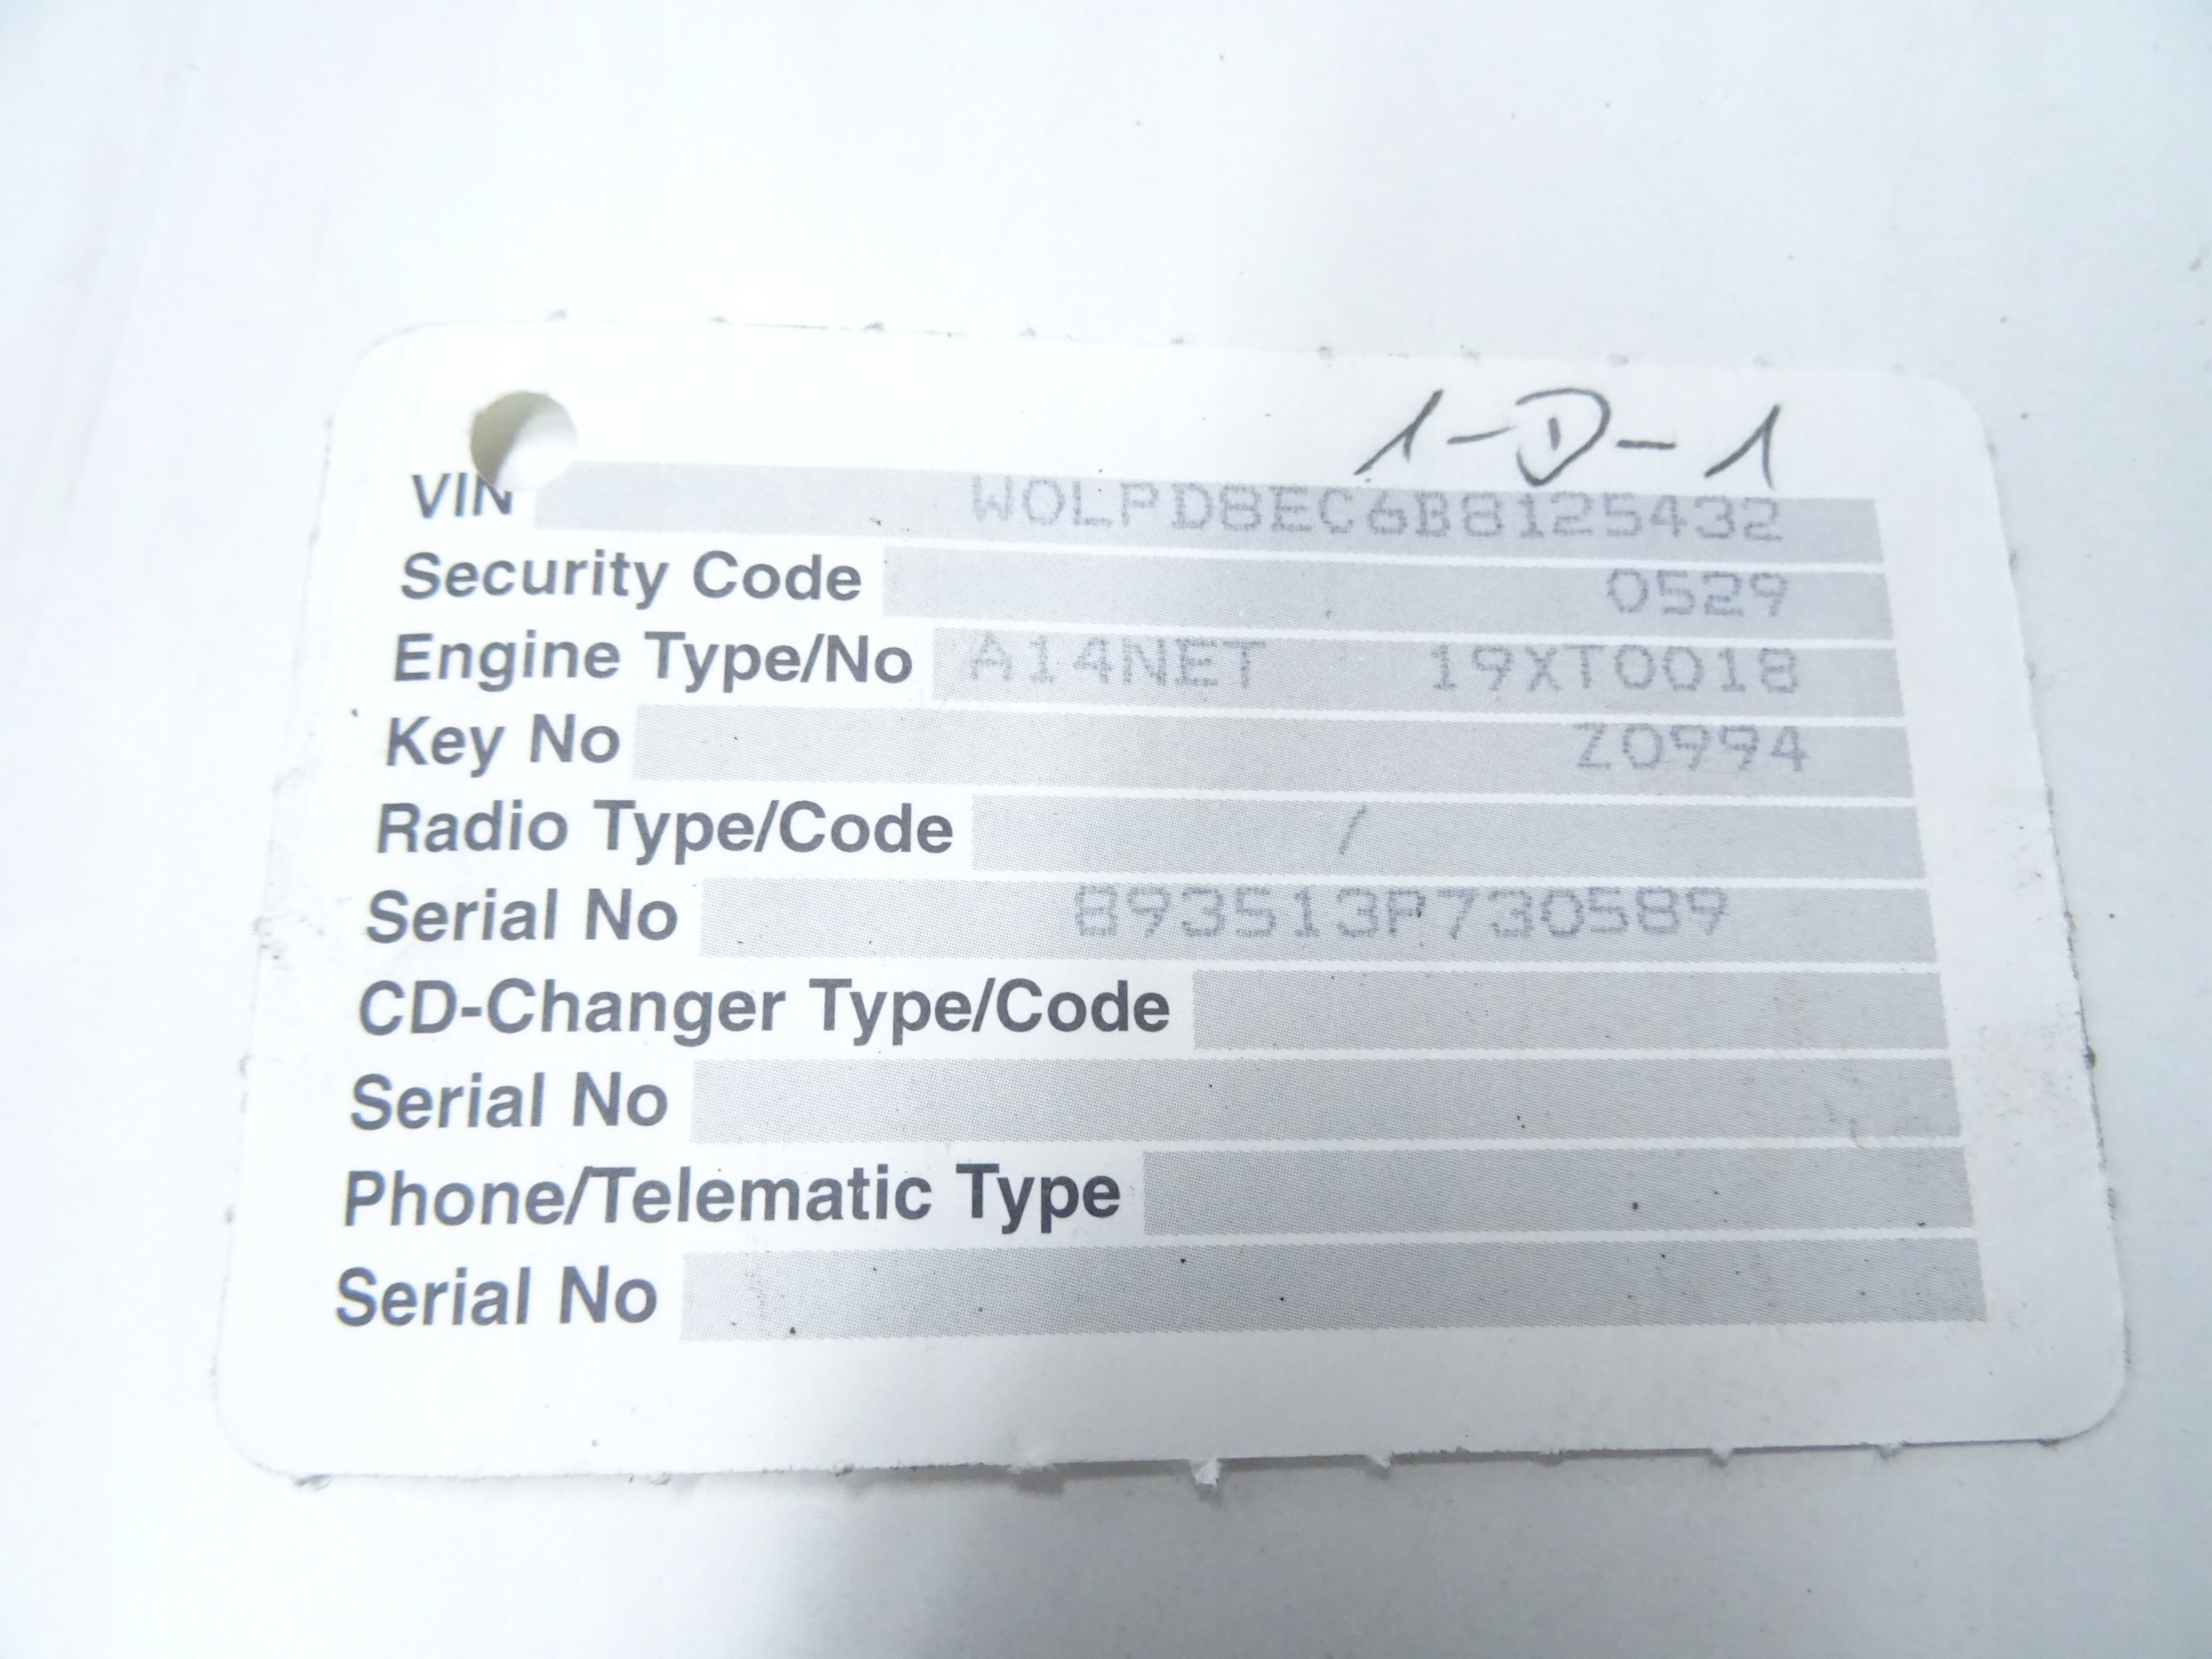 1-D-1
VIN W0LPD8EC6B8125432
Security Code 0529
Engine Type/No A14NET 19XT0018
Key No Z0994
Radio Type/Code /
Serial No 893513P730589
CD-Changer Type/Code
Serial No
Phone/Telematic Type
Serial No